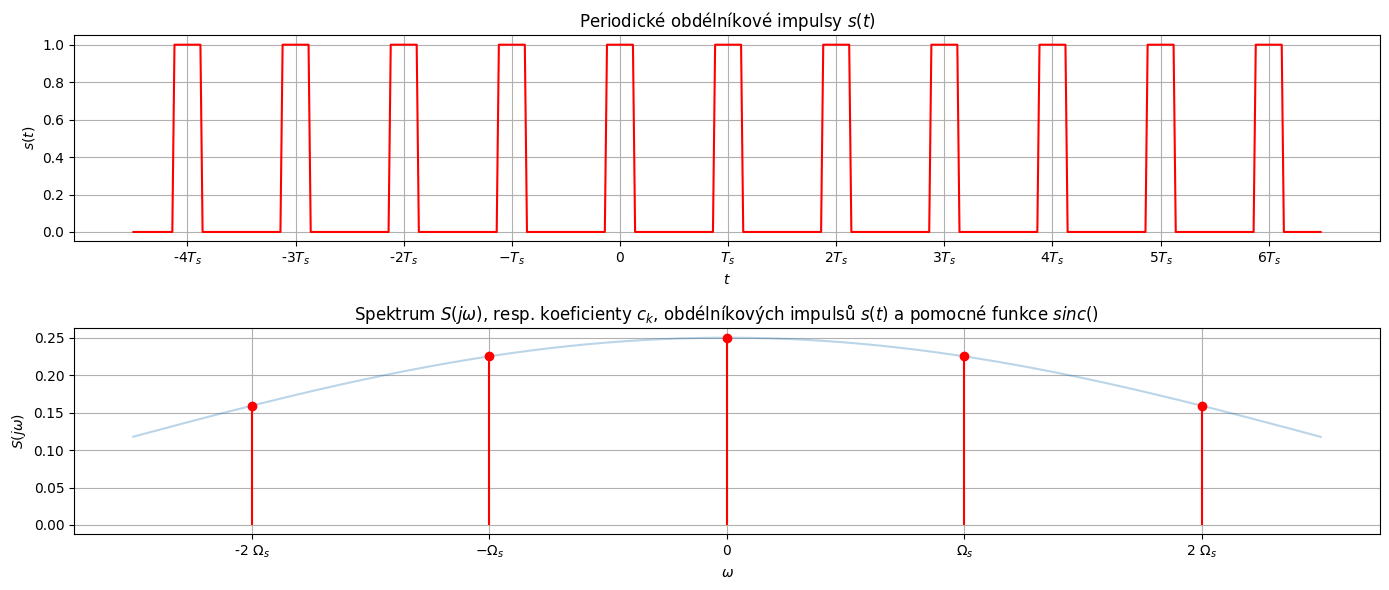 Periodické obdélníkové impulsy s(t)
s(t)
1.0
0.8
0.6
0.4
0.2
0.0
-4Tₛ -3Tₛ -2Tₛ −Tₛ 0 Tₛ 2Tₛ 3Tₛ 4Tₛ 5Tₛ 6Tₛ
t
Spektrum S(jω), resp. koeficienty cₖ, obdélníkových impulsů s(t) a pomocné funkce sinc()
S(jω)
0.25
0.20
0.15
0.10
0.05
0.00
-2 Ωₛ −Ωₛ 0 Ωₛ 2 Ωₛ
ω